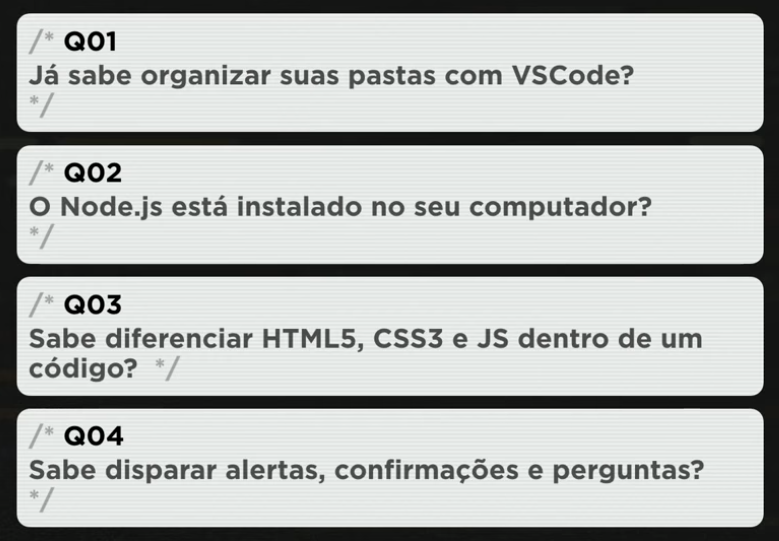 /* Q01
Já sabe organizar suas pastas com VSCode?
*/
/* Q02
O Node.js está instalado no seu computador?
*/
/* Q03
Sabe diferenciar HTML5, CSS3 e JS dentro de um
código? */
/* Q04
Sabe disparar alertas, confirmações e perguntas?
*/